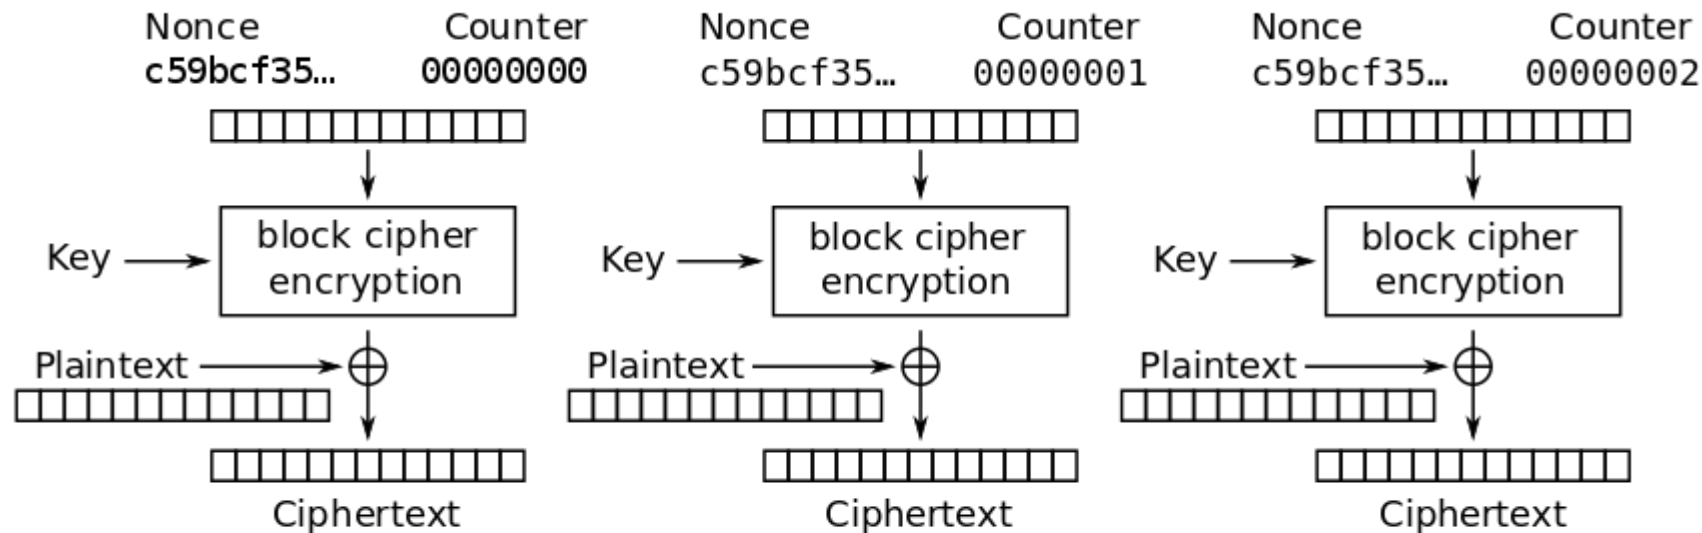 Nonce Counter Nonce Counter Nonce Counter
c59bcf35… 00000000 c59bcf35… 00000001 c59bcf35… 00000002
block cipher block cipher block cipher
Key Key Key
encryption encryption encryption
Plaintext Plaintext Plaintext
Ciphertext Ciphertext Ciphertext